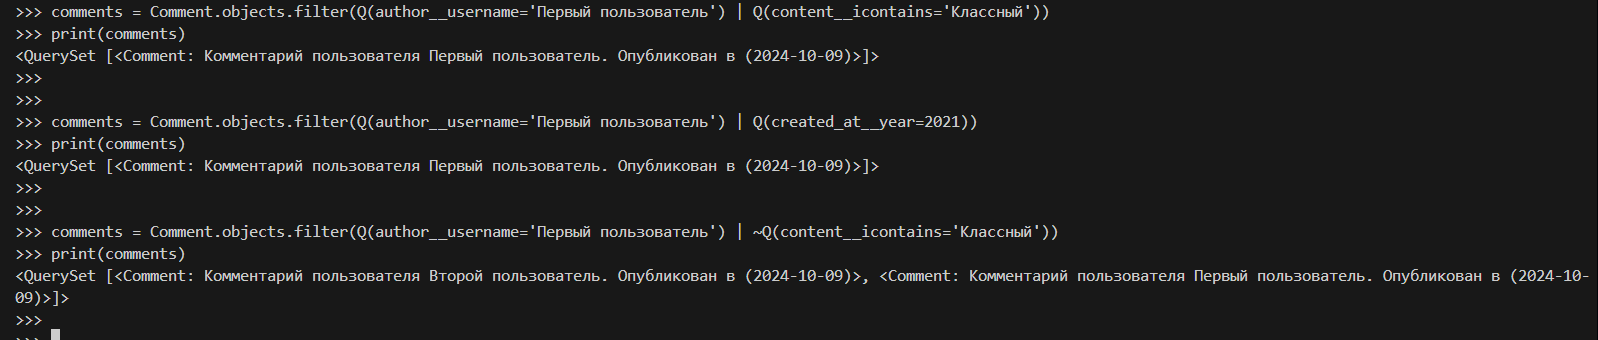 >>> comments = Comment.objects.filter(Q(author__username='Первый пользователь') | Q(content__icontains='Классный'))
>>> print(comments)
<QuerySet [<Comment: Комментарий пользователя Первый пользователь. Опубликован в (2024-10-09)>]>
>>>
>>>
>>> comments = Comment.objects.filter(Q(author__username='Первый пользователь') | Q(created_at__year=2021))
>>> print(comments)
<QuerySet [<Comment: Комментарий пользователя Первый пользователь. Опубликован в (2024-10-09)>]>
>>>
>>>
>>> comments = Comment.objects.filter(Q(author__username='Первый пользователь') | ~Q(content__icontains='Классный'))
>>> print(comments)
<QuerySet [<Comment: Комментарий пользователя Второй пользователь. Опубликован в (2024-10-09)>, <Comment: Комментарий пользователя Первый пользователь. Опубликован в (2024-10-
09)>]>
>>>
>>>